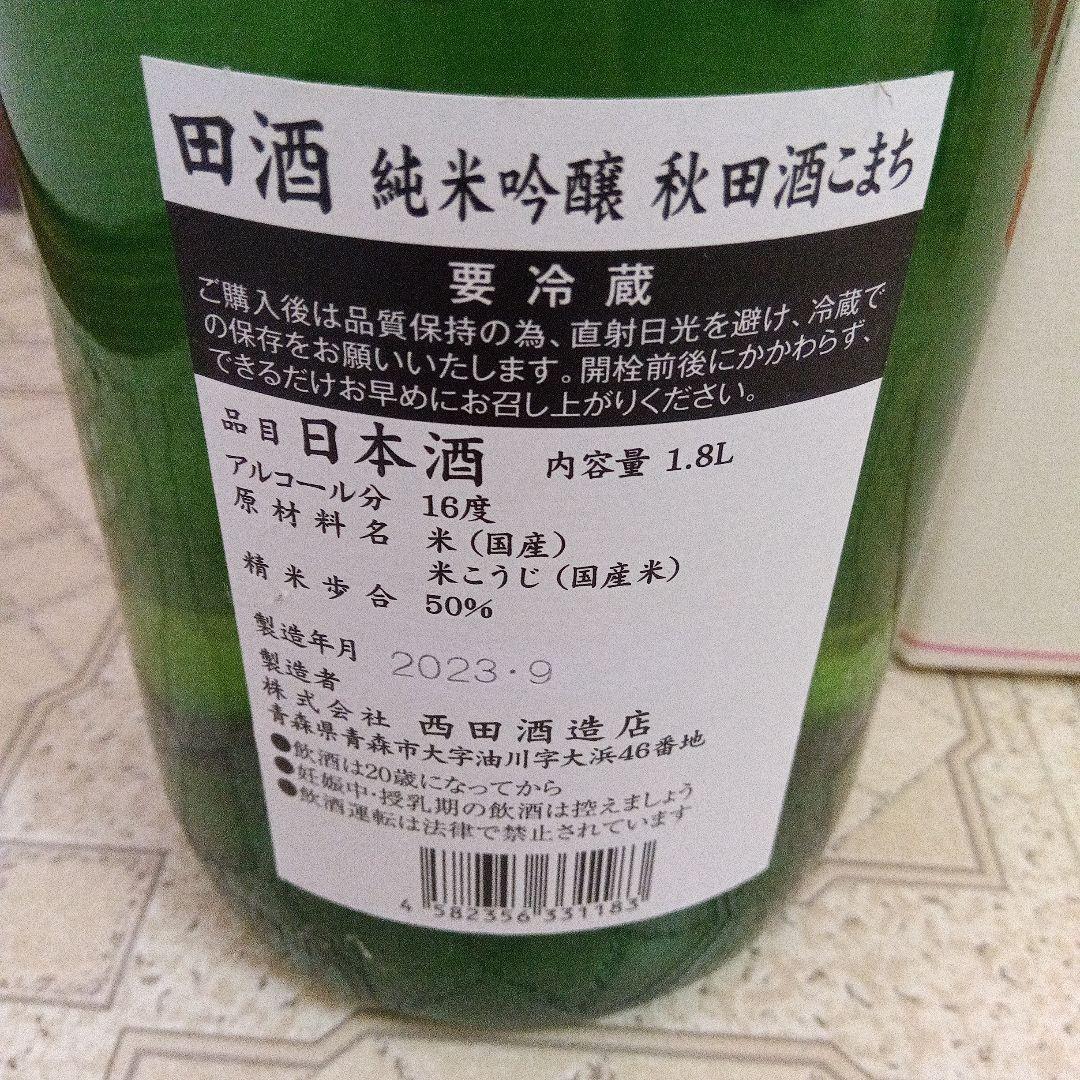 田酒 純米吟醸 秋田酒こまち
要冷蔵
ご購入後は品質保持の為、直射日光を避け、冷蔵で
の保存をお願いいたします。開栓前後にかかわらず、
できるだけお早めにお召し上がりください。
品目 日本酒 内容量 1.8L
アルコール分 16度
原材料名 米(国産)
米こうじ(国産米)
精米歩合 50%
製造年月 2023・9
製造者
株式会社 西田酒造店
青森県青森市大字油川字大浜46番地
●飲酒は20歳になってから
●妊娠中・授乳期の飲酒は控えましょう
●飲酒運転は法律で禁止されています
4 582356 331183